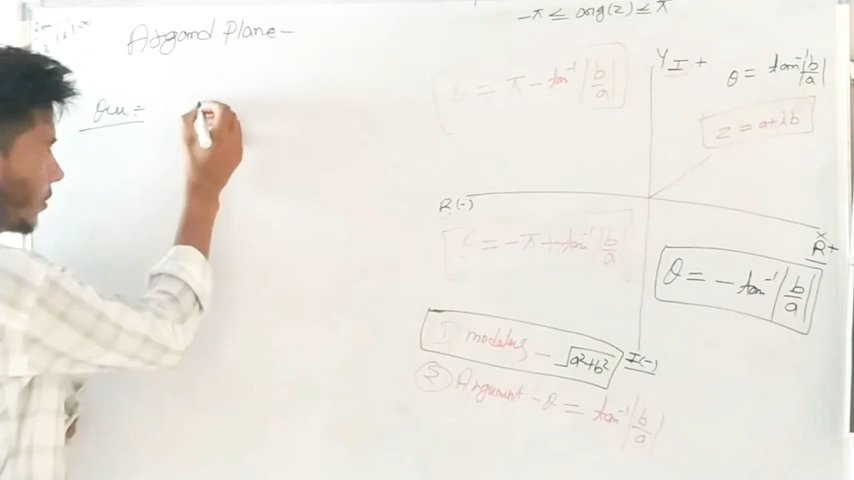 Argand Plane-
Que:-
-π ≤ arg(z) ≤ π
= π - tan⁻¹|b/a|
Y I +
θ = tan⁻¹|b/a|
z = a+ib
R(-)
X
R+
= -π + tan⁻¹|b/a|
θ = - tan⁻¹|b/a|
① modulus - √a²+b²
I(-)
② Argument - θ = tan⁻¹|b/a|